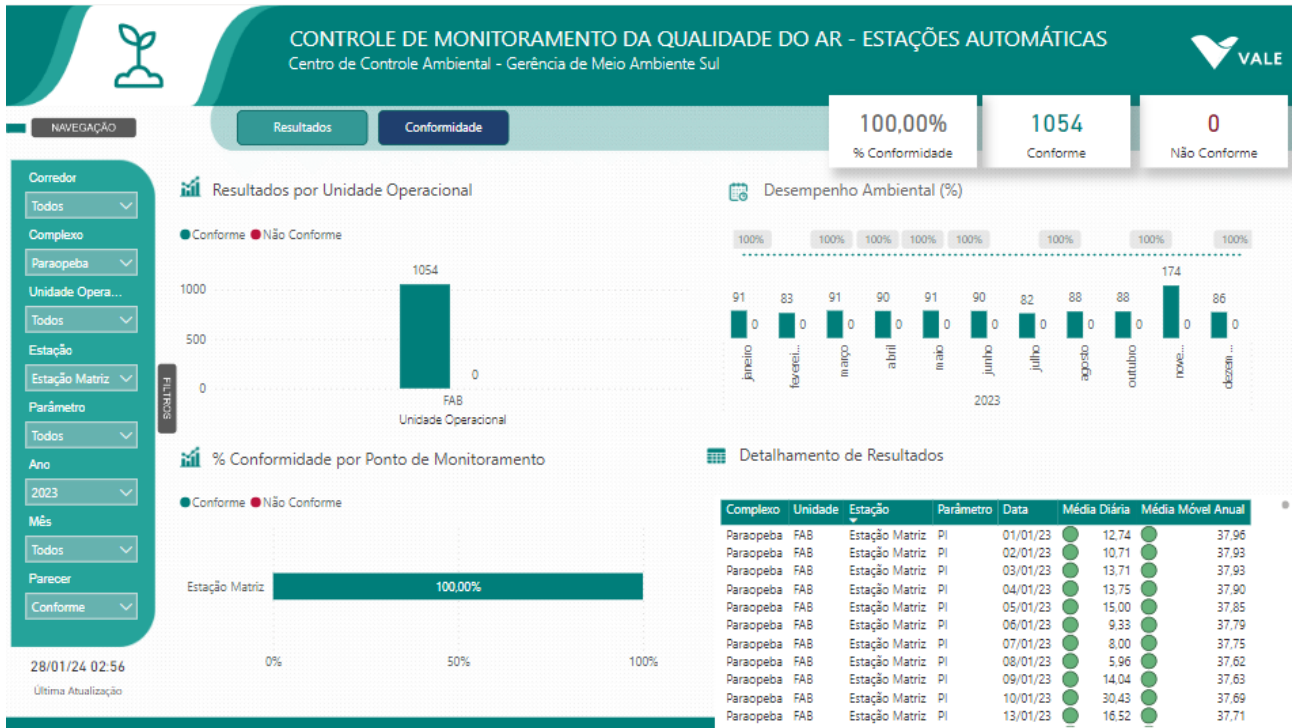 CONTROLE DE MONITORAMENTO DA QUALIDADE DO AR - ESTAÇÕES AUTOMÁTICAS
Centro de Controle Ambiental - Gerência de Meio Ambiente Sul
VALE
NAVEGAÇÃO
Resultados
Conformidade
100,00%
% Conformidade
1054
Conforme
0
Não Conforme
Corredor
Todos
Complexo
Paraopeba
Unidade Opera...
Todos
Estação
Estação Matriz
Parâmetro
Todos
Ano
2023
Mês
Todos
Parecer
Conforme
28/01/24 02:56
Última Atualização
FILTROS
Resultados por Unidade Operacional
Conforme Não Conforme
1054
1000
500
0
0
FAB
Unidade Operacional
Desempenho Ambiental (%)
100% 100% 100% 100% 100% 100% 100% 100%
91 83 91 90 91 90 82 88 88 174 86
0 0 0 0 0 0 0 0 0 0 0
janeiro feverei... março abril maio junho julho agosto outubro nove... dezem...
2023
% Conformidade por Ponto de Monitoramento
Conforme Não Conforme
Estação Matriz 100,00%
0% 50% 100%
Detalhamento de Resultados
Complexo Unidade Estação Parâmetro Data Média Diária Média Móvel Anual
Paraopeba FAB Estação Matriz PI 01/01/23 12,74 37,96
Paraopeba FAB Estação Matriz PI 02/01/23 10,71 37,93
Paraopeba FAB Estação Matriz PI 03/01/23 13,71 37,93
Paraopeba FAB Estação Matriz PI 04/01/23 13,75 37,90
Paraopeba FAB Estação Matriz PI 05/01/23 15,00 37,85
Paraopeba FAB Estação Matriz PI 06/01/23 9,33 37,79
Paraopeba FAB Estação Matriz PI 07/01/23 8,00 37,75
Paraopeba FAB Estação Matriz PI 08/01/23 5,96 37,62
Paraopeba FAB Estação Matriz PI 09/01/23 14,04 37,63
Paraopeba FAB Estação Matriz PI 10/01/23 30,43 37,69
Paraopeba FAB Estação Matriz PI 13/01/23 16,52 37,71